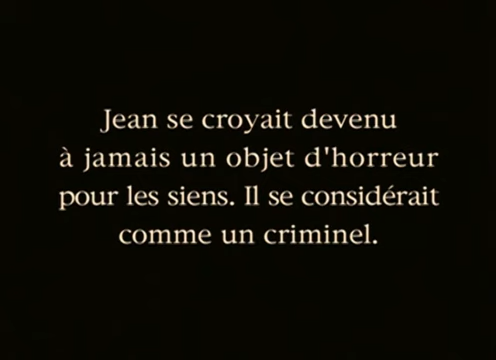 Jean se croyait devenu
à jamais un objet d'horreur
pour les siens. Il se considérait
comme un criminel.